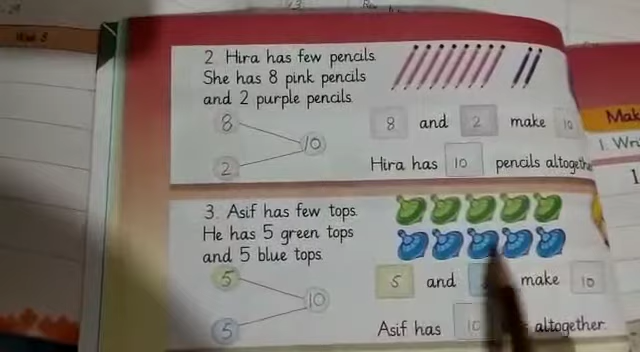 2 Hira has few pencils.
She has 8 pink pencils
and 2 purple pencils.
8
10
2
8 and 2 make 10
Hira has 10 pencils altogethe
3. Asif has few tops.
He has 5 green tops
and 5 blue tops.
5
10
5
5 and make 10
Asif has 10 altogether.
Mak
1. Wri
1